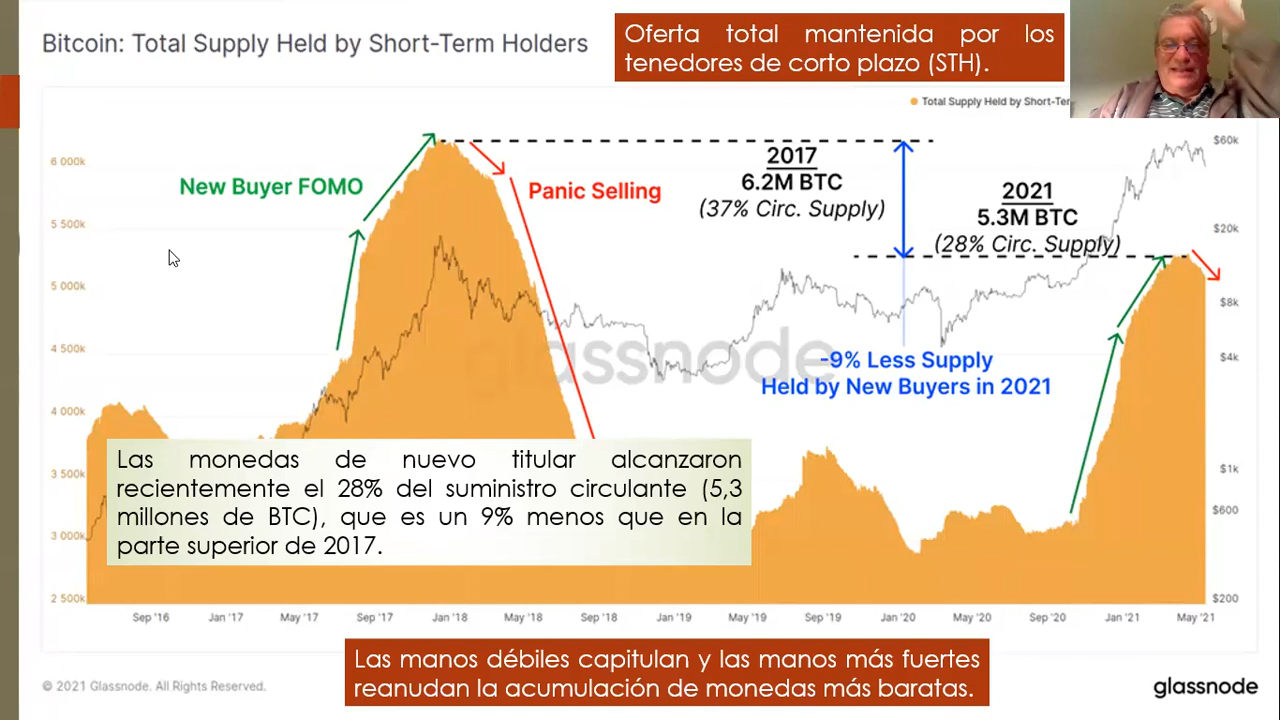 Bitcoin: Total Supply Held by Short-Term Holders
Oferta total mantenida por los
tenedores de corto plazo (STH).
Total Supply Held by Short-Ter
6 000k
5 500k
5 000k
4 500k
4 000k
3 500k
3 000k
2 500k
$60k
$20k
$8k
$4k
$1k
$600
$200
New Buyer FOMO
Panic Selling
2017
6.2M BTC
(37% Circ. Supply)
2021
5.3M BTC
(28% Circ. Supply)
glassnode
-9% Less Supply
Held by New Buyers in 2021
Las monedas de nuevo titular alcanzaron
recientemente el 28% del suministro circulante (5,3
millones de BTC), que es un 9% menos que en la
parte superior de 2017.
Sep '16 Jan '17 May '17 Sep '17 Jan '18 May '18 Sep '18 Jan '19 May '19 Sep '19 Jan '20 May '20 Sep '20 Jan '21 May '21
Las manos débiles capitulan y las manos más fuertes
reanudan la acumulación de monedas más baratas.
© 2021 Glassnode. All Rights Reserved.
glassnode